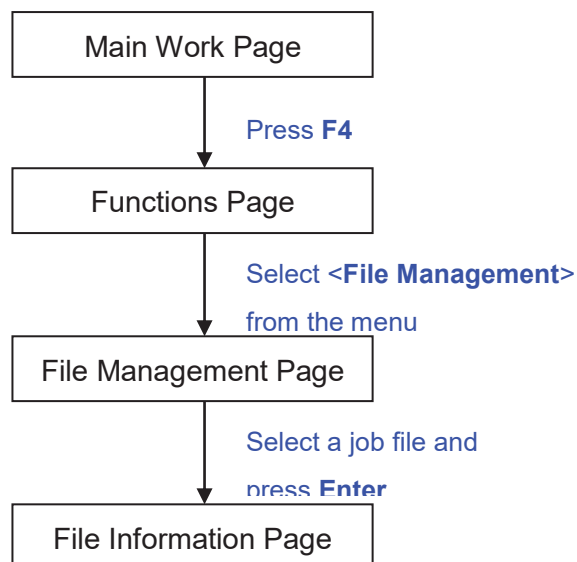 Main Work Page
Press F4
Functions Page
Select <File Management>
from the menu
File Management Page
Select a job file and
press Enter
File Information Page